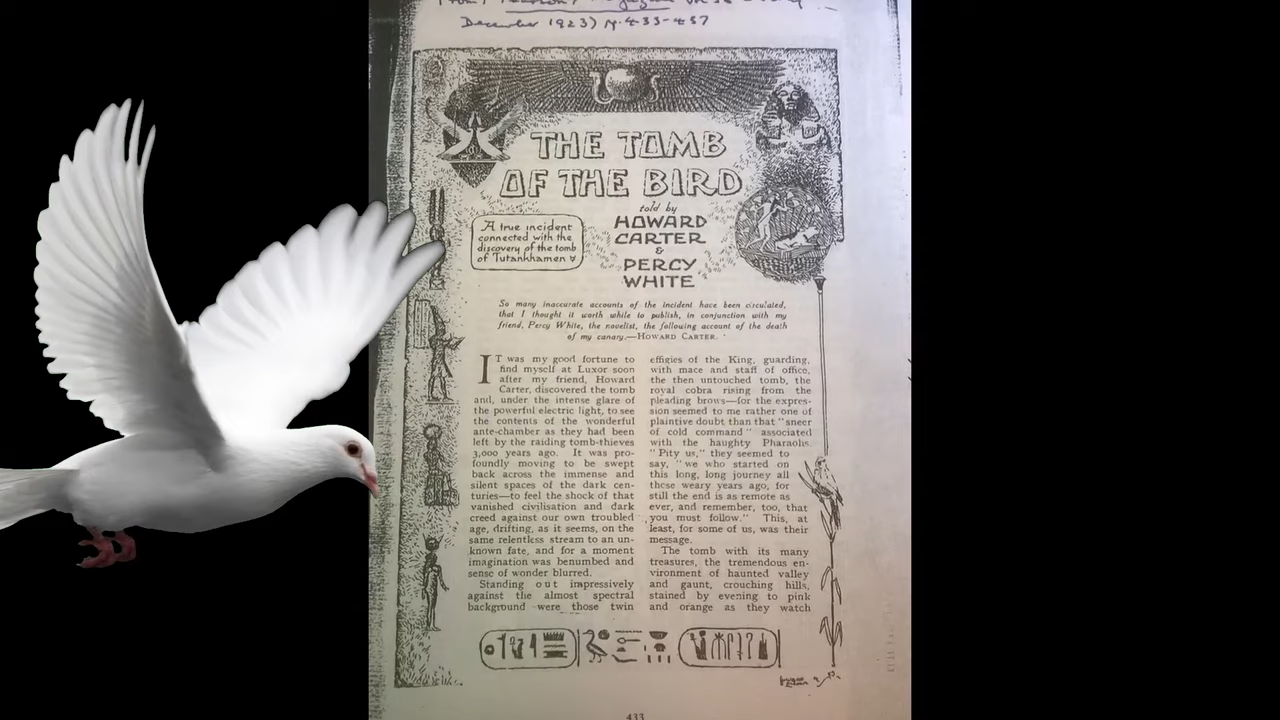 December 1923) pp. 433-437
THE TOMB
OF THE BIRD
told by
HOWARD
CARTER
&
PERCY
WHITE
A true incident
connected with the
discovery of the tomb
of Tutankhamen
So many inaccurate accounts of the incident have been circulated,
that I thought it worth while to publish, in conjunction with my
friend, Percy White, the novelist, the following account of the death
of my canary.—HOWARD CARTER.
IT was my good fortune to
find myself at Luxor soon
after my friend, Howard
Carter, discovered the tomb
and, under the intense glare of
the powerful electric light, to see
the contents of the wonderful
ante-chamber as they had been
left by the raiding tomb-thieves
3,000 years ago. It was pro-
foundly moving to be swept
back across the immense and
silent spaces of the dark cen-
turies—to feel the shock of that
vanished civilisation and dark
creed against our own troubled
age, drifting, as it seems, on the
same relentless stream to an un-
known fate, and for a moment
imagination was benumbed and
sense of wonder blurred.
Standing out impressively
against the almost spectral
background were those twin
effigies of the King, guarding,
with mace and staff of office,
the then untouched tomb, the
royal cobra rising from the
pleading brows—for the expres-
sion seemed to me rather one of
plaintive doubt than that "sneer
of cold command" associated
with the haughty Pharaohs.
"Pity us," they seemed to
say, "we who started on
this long, long journey all
these weary years ago, for
still the end is as remote as
ever, and remember, too, that
you must follow." This, at
least, for some of us, was their
message.
The tomb with its many
treasures, the tremendous en-
vironment of haunted valley
and gaunt, crouching hills,
stained by evening to pink
and orange as they watch
433